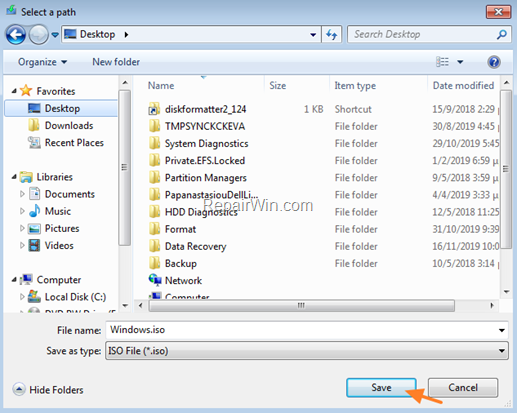 Select a path
Desktop
Search Desktop
Organize
New folder
Name Size Item type Date modified
Favorites
Desktop
Downloads
Recent Places
Libraries
Documents
Music
Pictures
Videos
Computer
Local Disk (C:)
diskformatter2_124 1 KB Shortcut 15/9/2018 2:29
TMPSYNCKCKEVA File folder 30/8/2018 4:45
System Diagnostics File folder 29/10/2019 5:45
Private.EFS.Locked File folder 1/2/2019 6:59 μ
Partition Managers File folder 9/5/2018 3:59
PapanastasiouDellLi... File folder 4/4/2019 3:33 μ
HDD Diagnostics File folder 12/5/2018 11:25
Format File folder 31/10/2019 9:39
Data Recovery File folder 16/11/2019 10:0
Backup File folder 10/5/2018 3:14
Network
Computer
RepairWin.com
File name: Windows.iso
Save as type: ISO File (*.iso)
Hide Folders
Save
Cancel